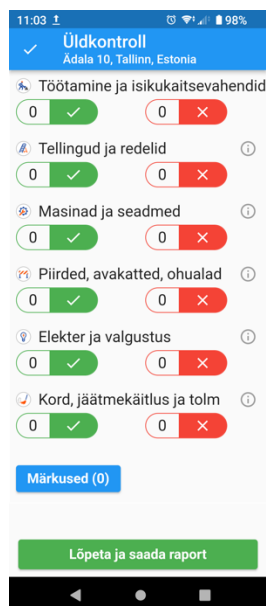 11:03 98%
Üldkontroll
Ädala 10, Tallinn, Estonia
Töötamine ja isikukaitsevahendid
0 0
Tellingud ja redelid
0 0
Masinad ja seadmed
0 0
Piirded, avakatted, ohualad
0 0
Elekter ja valgustus
0 0
Kord, jäätmekäitlus ja tolm
0 0
Märkused (0)
Lõpeta ja saada raport